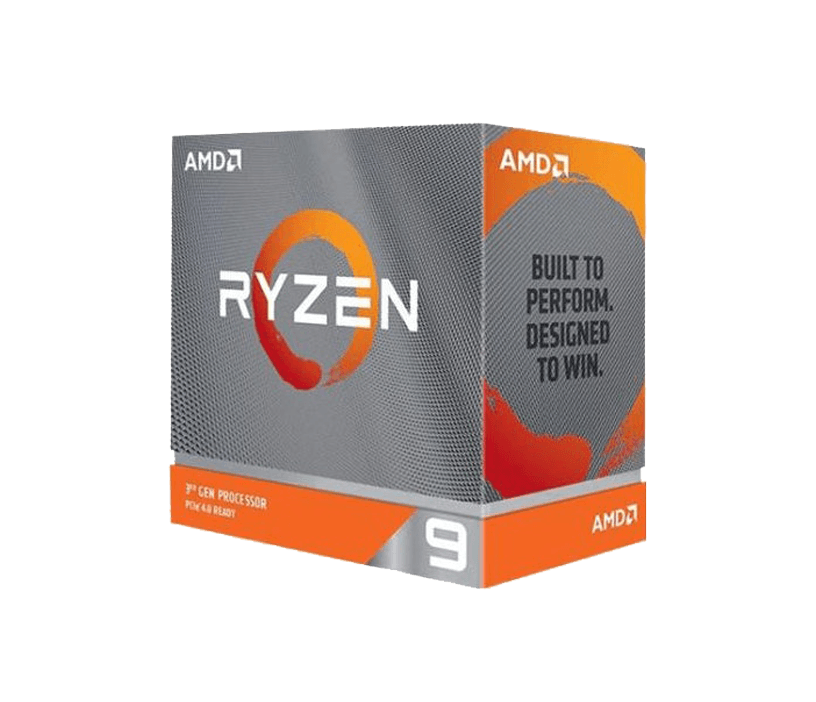 AMD
RYZEN
3RD GEN PROCESSOR
PCIe® 4.0 READY
9
AMD
BUILT TO
PERFORM.
DESIGNED
TO WIN.
AMD